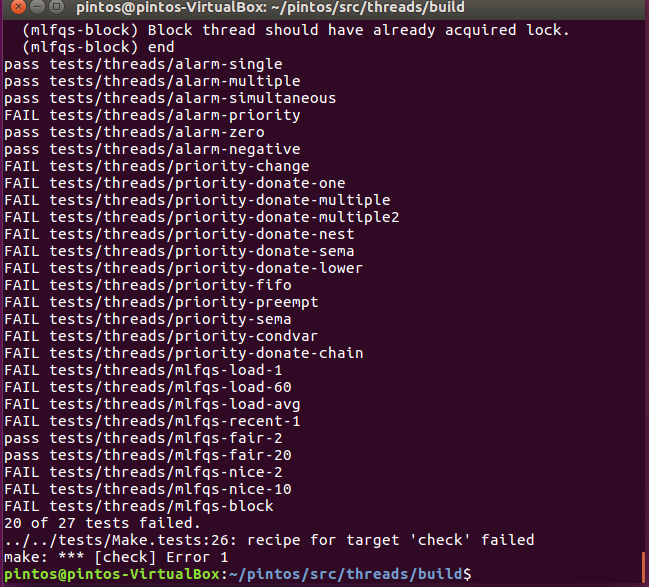 pintos@pintos-VirtualBox: ~/pintos/src/threads/build
(mlfqs-block) Block thread should have already acquired lock.
(mlfqs-block) end
pass tests/threads/alarm-single
pass tests/threads/alarm-multiple
pass tests/threads/alarm-simultaneous
FAIL tests/threads/alarm-priority
pass tests/threads/alarm-zero
pass tests/threads/alarm-negative
FAIL tests/threads/priority-change
FAIL tests/threads/priority-donate-one
FAIL tests/threads/priority-donate-multiple
FAIL tests/threads/priority-donate-multiple2
FAIL tests/threads/priority-donate-nest
FAIL tests/threads/priority-donate-sema
FAIL tests/threads/priority-donate-lower
FAIL tests/threads/priority-fifo
FAIL tests/threads/priority-preempt
FAIL tests/threads/priority-sema
FAIL tests/threads/priority-condvar
FAIL tests/threads/priority-donate-chain
FAIL tests/threads/mlfqs-load-1
FAIL tests/threads/mlfqs-load-60
FAIL tests/threads/mlfqs-load-avg
FAIL tests/threads/mlfqs-recent-1
pass tests/threads/mlfqs-fair-2
pass tests/threads/mlfqs-fair-20
FAIL tests/threads/mlfqs-nice-2
FAIL tests/threads/mlfqs-nice-10
FAIL tests/threads/mlfqs-block
20 of 27 tests failed.
../../tests/Make.tests:26: recipe for target 'check' failed
make: *** [check] Error 1
pintos@pintos-VirtualBox:~/pintos/src/threads/build$